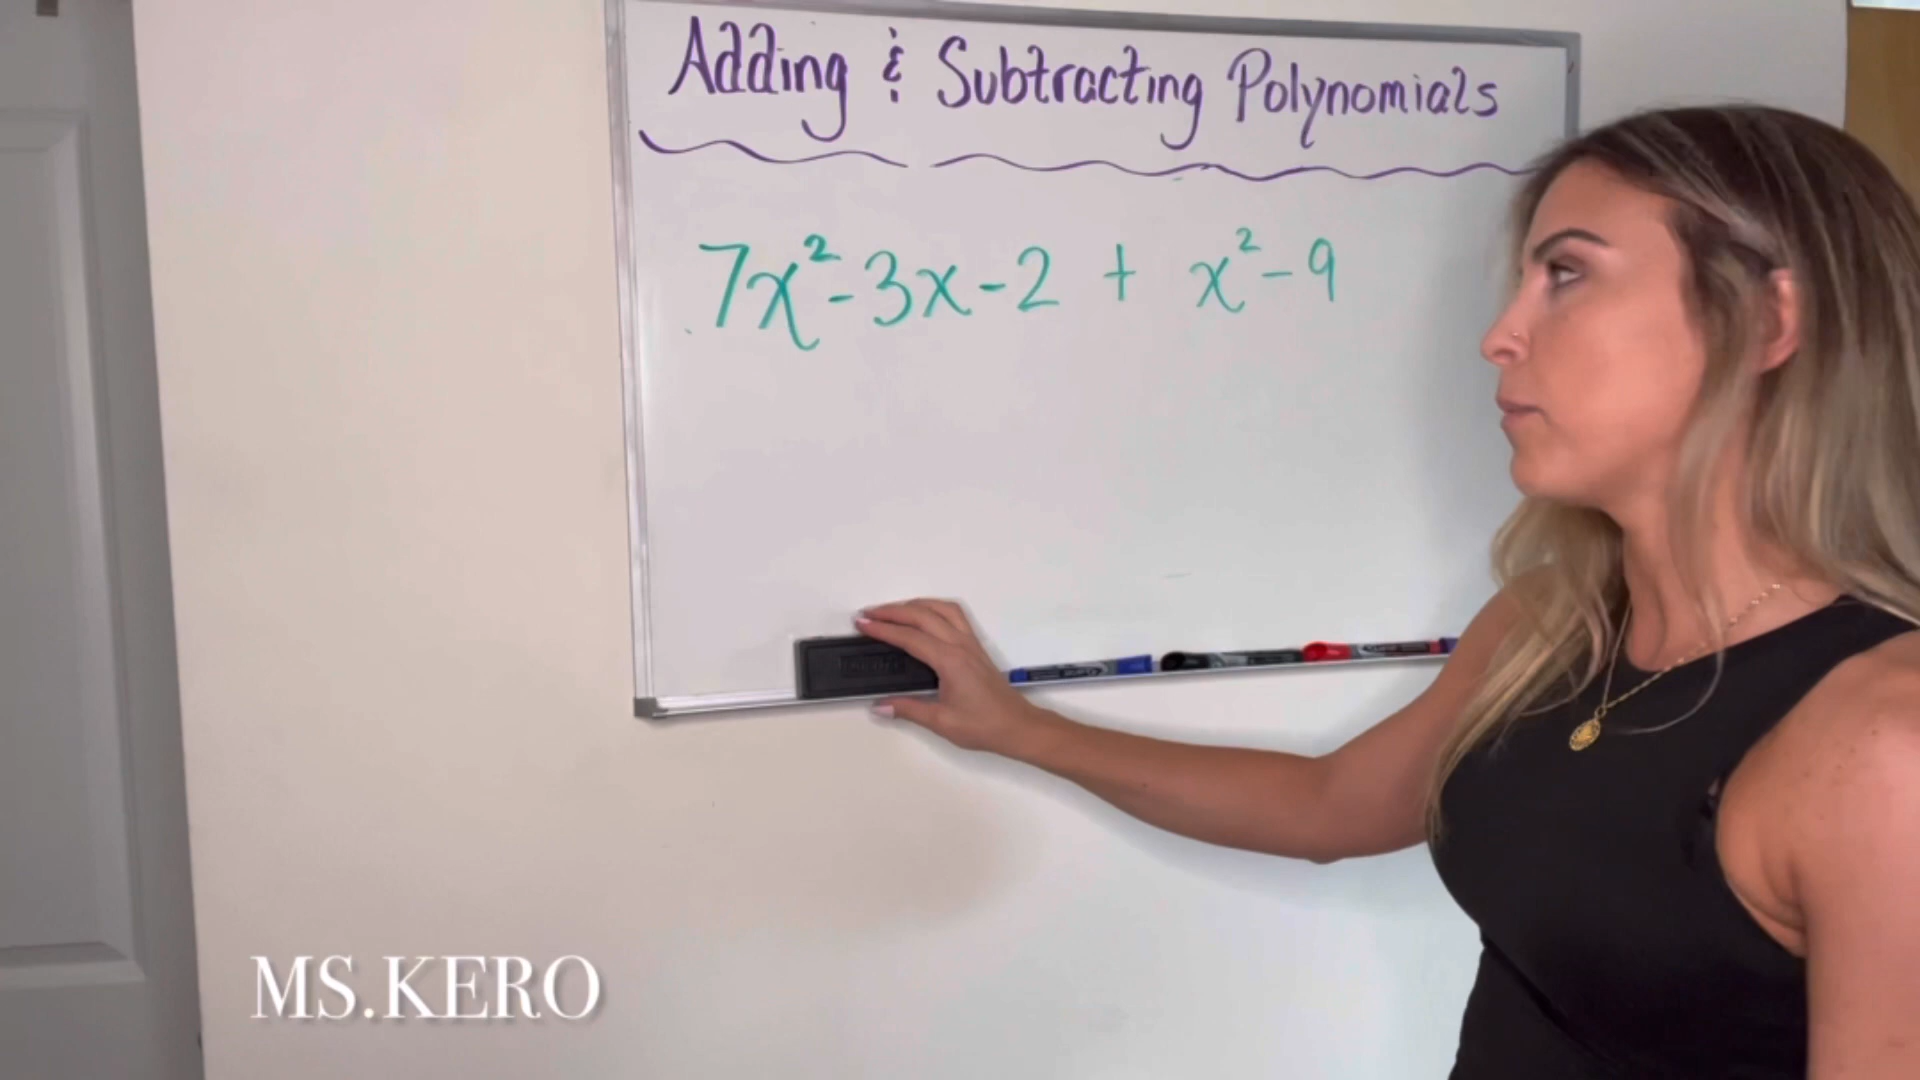 Adding & Subtracting Polynomials
7x²-3x-2 + x²-9
MS.KERO